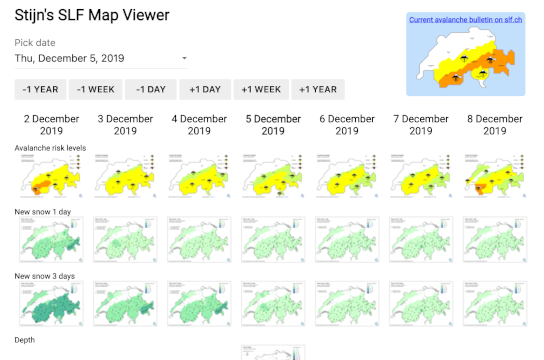 Stijn's SLF Map Viewer
Current avalanche bulletin on slf.ch
Pick date
Thu, December 5, 2019
-1 YEAR
-1 WEEK
-1 DAY
+1 DAY
+1 WEEK
+1 YEAR
2 December 2019
3 December 2019
4 December 2019
5 December 2019
6 December 2019
7 December 2019
8 December 2019
Avalanche risk levels
New snow 1 day
New snow 3 days
Depth